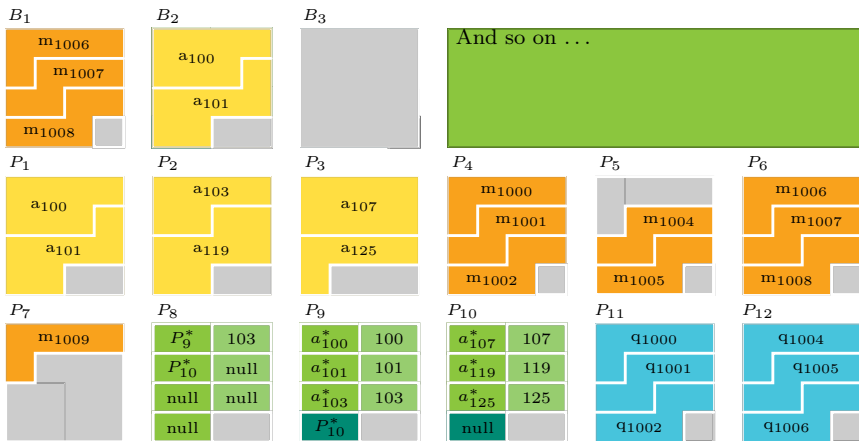 B₁ B₂ B₃
m₁₀₀₆ a₁₀₀ And so on …
m₁₀₀₇
a₁₀₁
m₁₀₀₈
P₁ P₂ P₃ P₄ P₅ P₆
a₁₀₀ a₁₀₃ a₁₀₇ m₁₀₀₀ m₁₀₀₆
m₁₀₀₁ m₁₀₀₄ m₁₀₀₇
a₁₀₁ a₁₁₉ a₁₂₅
m₁₀₀₂ m₁₀₀₅ m₁₀₀₈
P₇ P₈ P₉ P₁₀ P₁₁ P₁₂
m₁₀₀₉ P₉* 103 a₁₀₀* 100 a₁₀₇* 107 q₁₀₀₀ q₁₀₀₄
P₁₀* null a₁₀₁* 101 a₁₁₉* 119 q₁₀₀₁ q₁₀₀₅
null null a₁₀₃* 103 a₁₂₅* 125
null P₁₀* null q₁₀₀₂ q₁₀₀₆